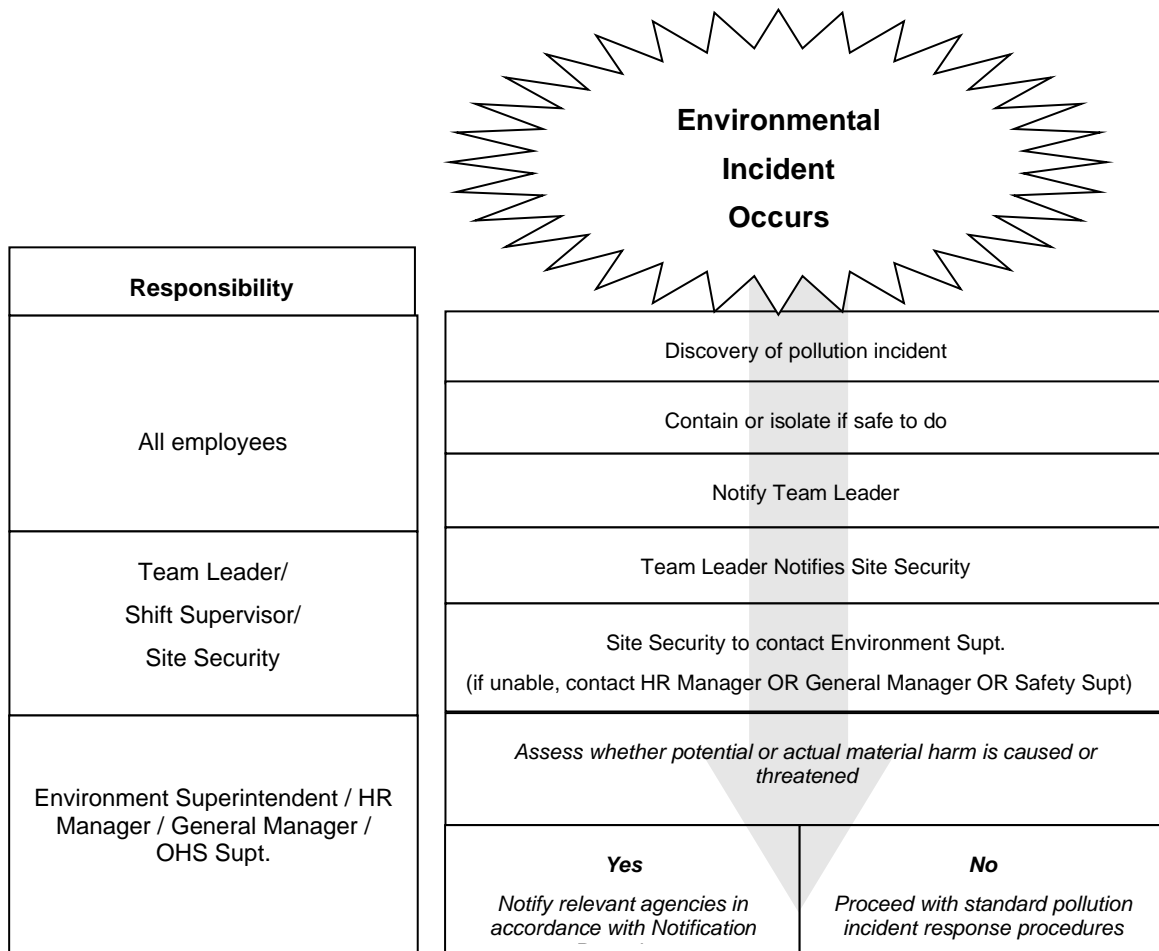 Environmental
Incident
Occurs
Responsibility
Discovery of pollution incident
All employees
Contain or isolate if safe to do
Notify Team Leader
Team Leader/
Shift Supervisor/
Site Security
Team Leader Notifies Site Security
Site Security to contact Environment Supt.
(if unable, contact HR Manager OR General Manager OR Safety Supt)
Environment Superintendent / HR
Manager / General Manager /
OHS Supt.
Assess whether potential or actual material harm is caused or
threatened
Yes
Notify relevant agencies in
accordance with Notification
No
Proceed with standard pollution
incident response procedures